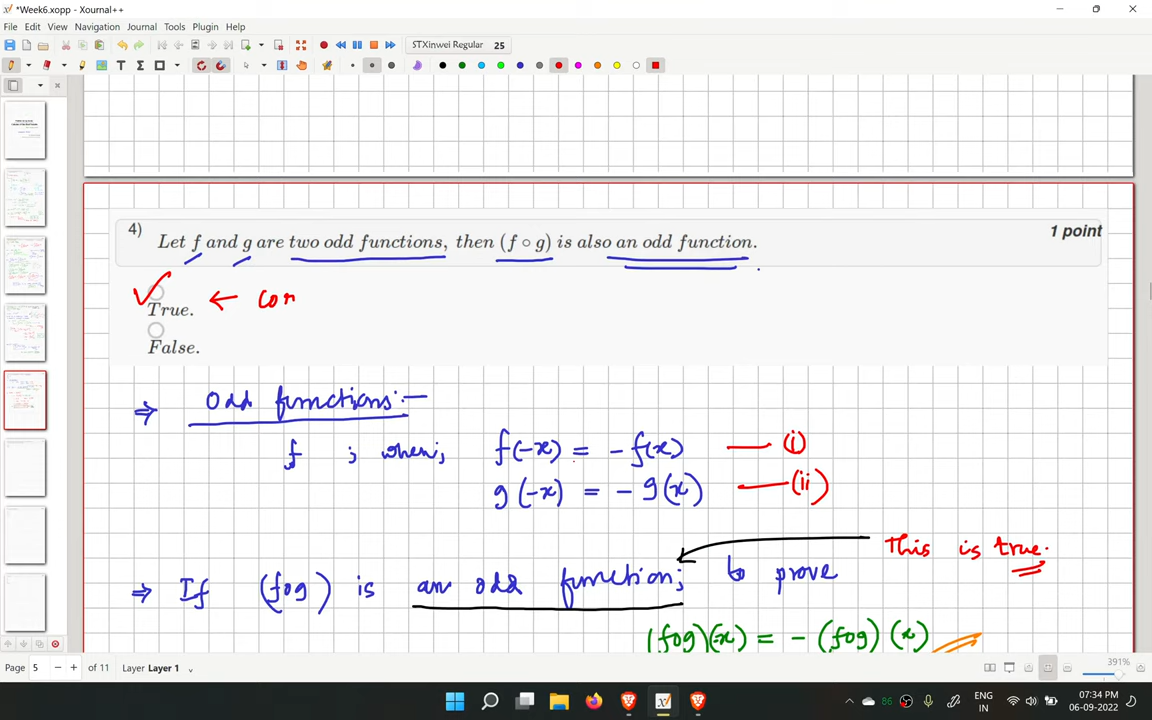 *Week6.xopp - Xournal++
File Edit View Navigation Journal Tools Plugin Help
STXinwei Regular 25
4) Let f and g are two odd functions, then (f ∘ g) is also an odd function. 1 point
True. ← cor
False.
⇒ Odd functions:-
f ; when; f(-x) = - f(x) — (i)
g(-x) = - g(x) — (ii)
This is true.
⇒ If (fog) is an odd function; to prove
(fog)(-x) = - (fog)(x)
Page 5 of 11 Layer Layer 1 391%
86 ENG IN 07:34 PM 06-09-2022